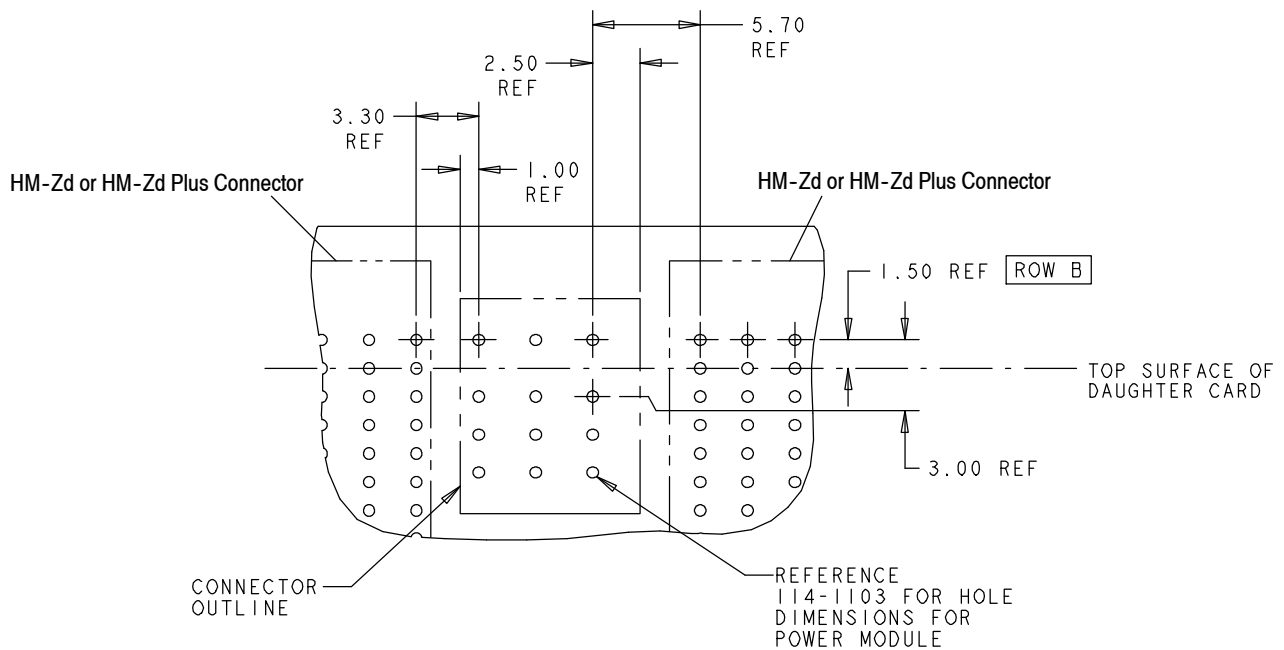 5.70
REF
2.50
REF
3.30
REF
1.00
REF
HM-Zd or HM-Zd Plus Connector
HM-Zd or HM-Zd Plus Connector
1.50 REF ROW B
TOP SURFACE OF
DAUGHTER CARD
3.00 REF
CONNECTOR
OUTLINE
REFERENCE
114-1103 FOR HOLE
DIMENSIONS FOR
POWER MODULE